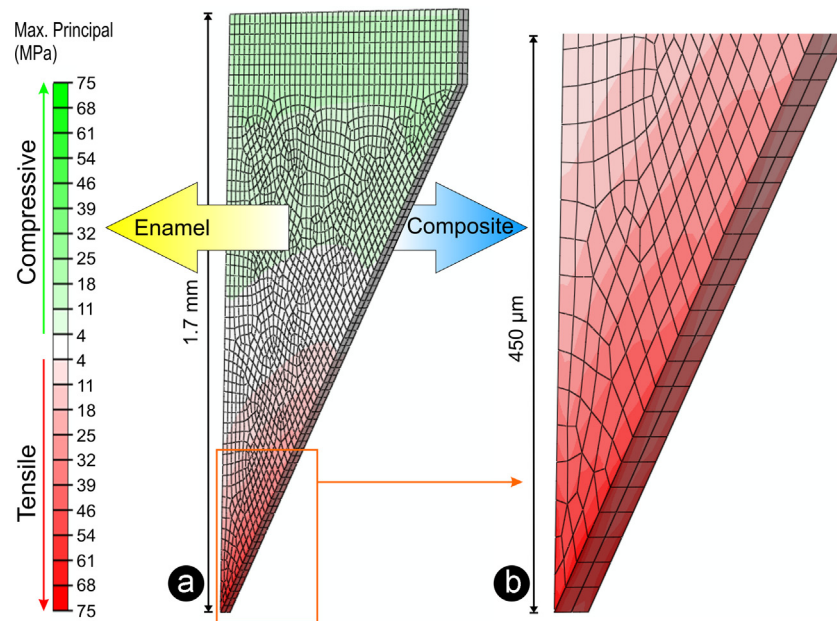 Max. Principal
(MPa)
Compressive
Tensile
75
68
61
54
46
39
32
25
18
11
4
4
11
18
25
32
39
46
54
61
68
75
1.7 mm
Enamel
Composite
450 µm
a
b